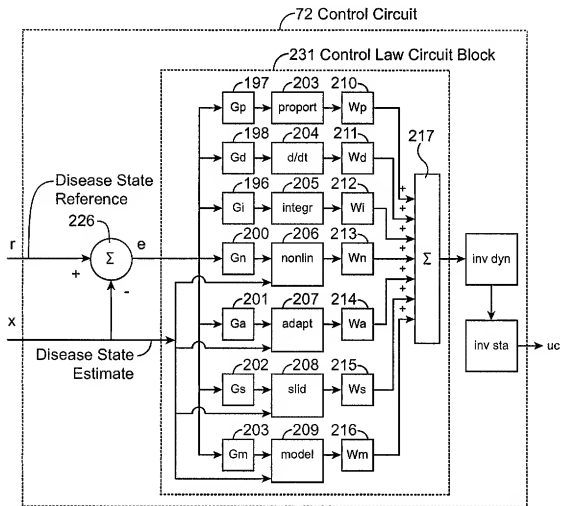 72 Control Circuit
231 Control Law Circuit Block
197 203 210
Gp proport Wp
198 204 211 217
Gd d/dt Wd
Disease State
Reference
196 205 212
Gi integr Wi
226
200 206 213
r Σ e Gn nonlin Wn Σ inv dyn
+ -
+ + + + + + +
x
201 207 214
Ga adapt Wa
Disease State
Estimate
inv sta uc
202 208 215
Gs slid Ws
203 209 216
Gm model Wm